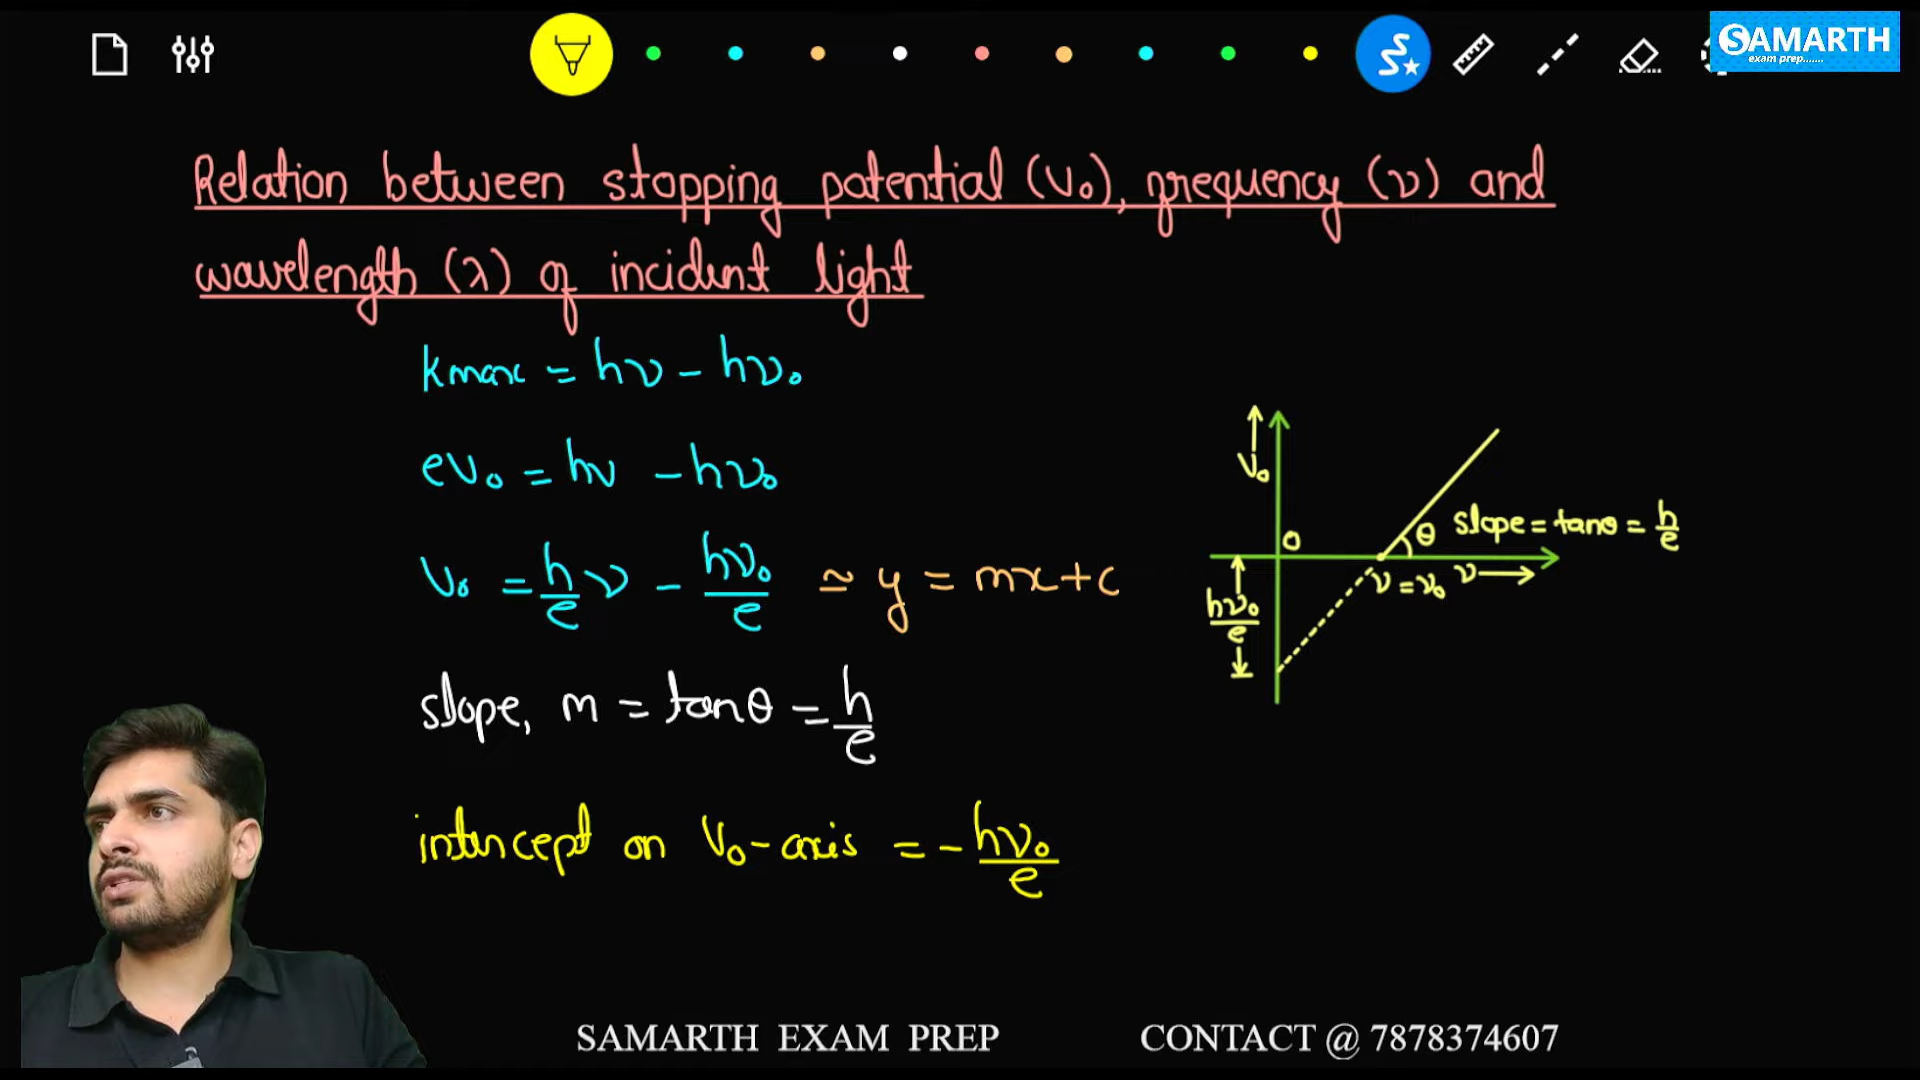 SAMARTH
exam prep.......
Relation between stopping potential (V₀), frequency (ν) and
wavelength (λ) of incident light
Kmax = hν - hν₀
eV₀ = hν - hν₀
V₀ = h/e ν - hν₀/e ≃ y = mx + c
slope, m = tanθ = h/e
intercept on V₀-axis = - hν₀/e
V₀
O
θ slope = tanθ = h/e
ν = ν₀ ν
hν₀/e
SAMARTH EXAM PREP CONTACT @ 7878374607